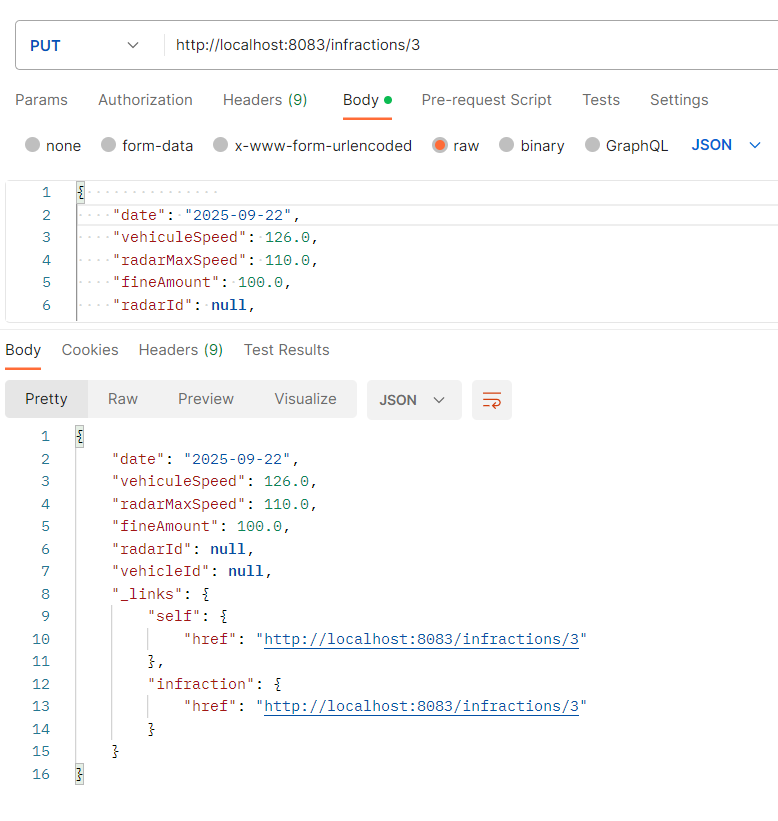 PUT http://localhost:8083/infractions/3
Params Authorization Headers (9) Body Pre-request Script Tests Settings
none form-data x-www-form-urlencoded raw binary GraphQL JSON
1 {
2 "date": "2025-09-22",
3 "vehiculeSpeed": 126.0,
4 "radarMaxSpeed": 110.0,
5 "fineAmount": 100.0,
6 "radarId": null,
Body Cookies Headers (9) Test Results
Pretty Raw Preview Visualize JSON
1 {
2 "date": "2025-09-22",
3 "vehiculeSpeed": 126.0,
4 "radarMaxSpeed": 110.0,
5 "fineAmount": 100.0,
6 "radarId": null,
7 "vehicleId": null,
8 "_links": {
9 "self": {
10 "href": "http://localhost:8083/infractions/3"
11 },
12 "infraction": {
13 "href": "http://localhost:8083/infractions/3"
14 }
15 }
16 }